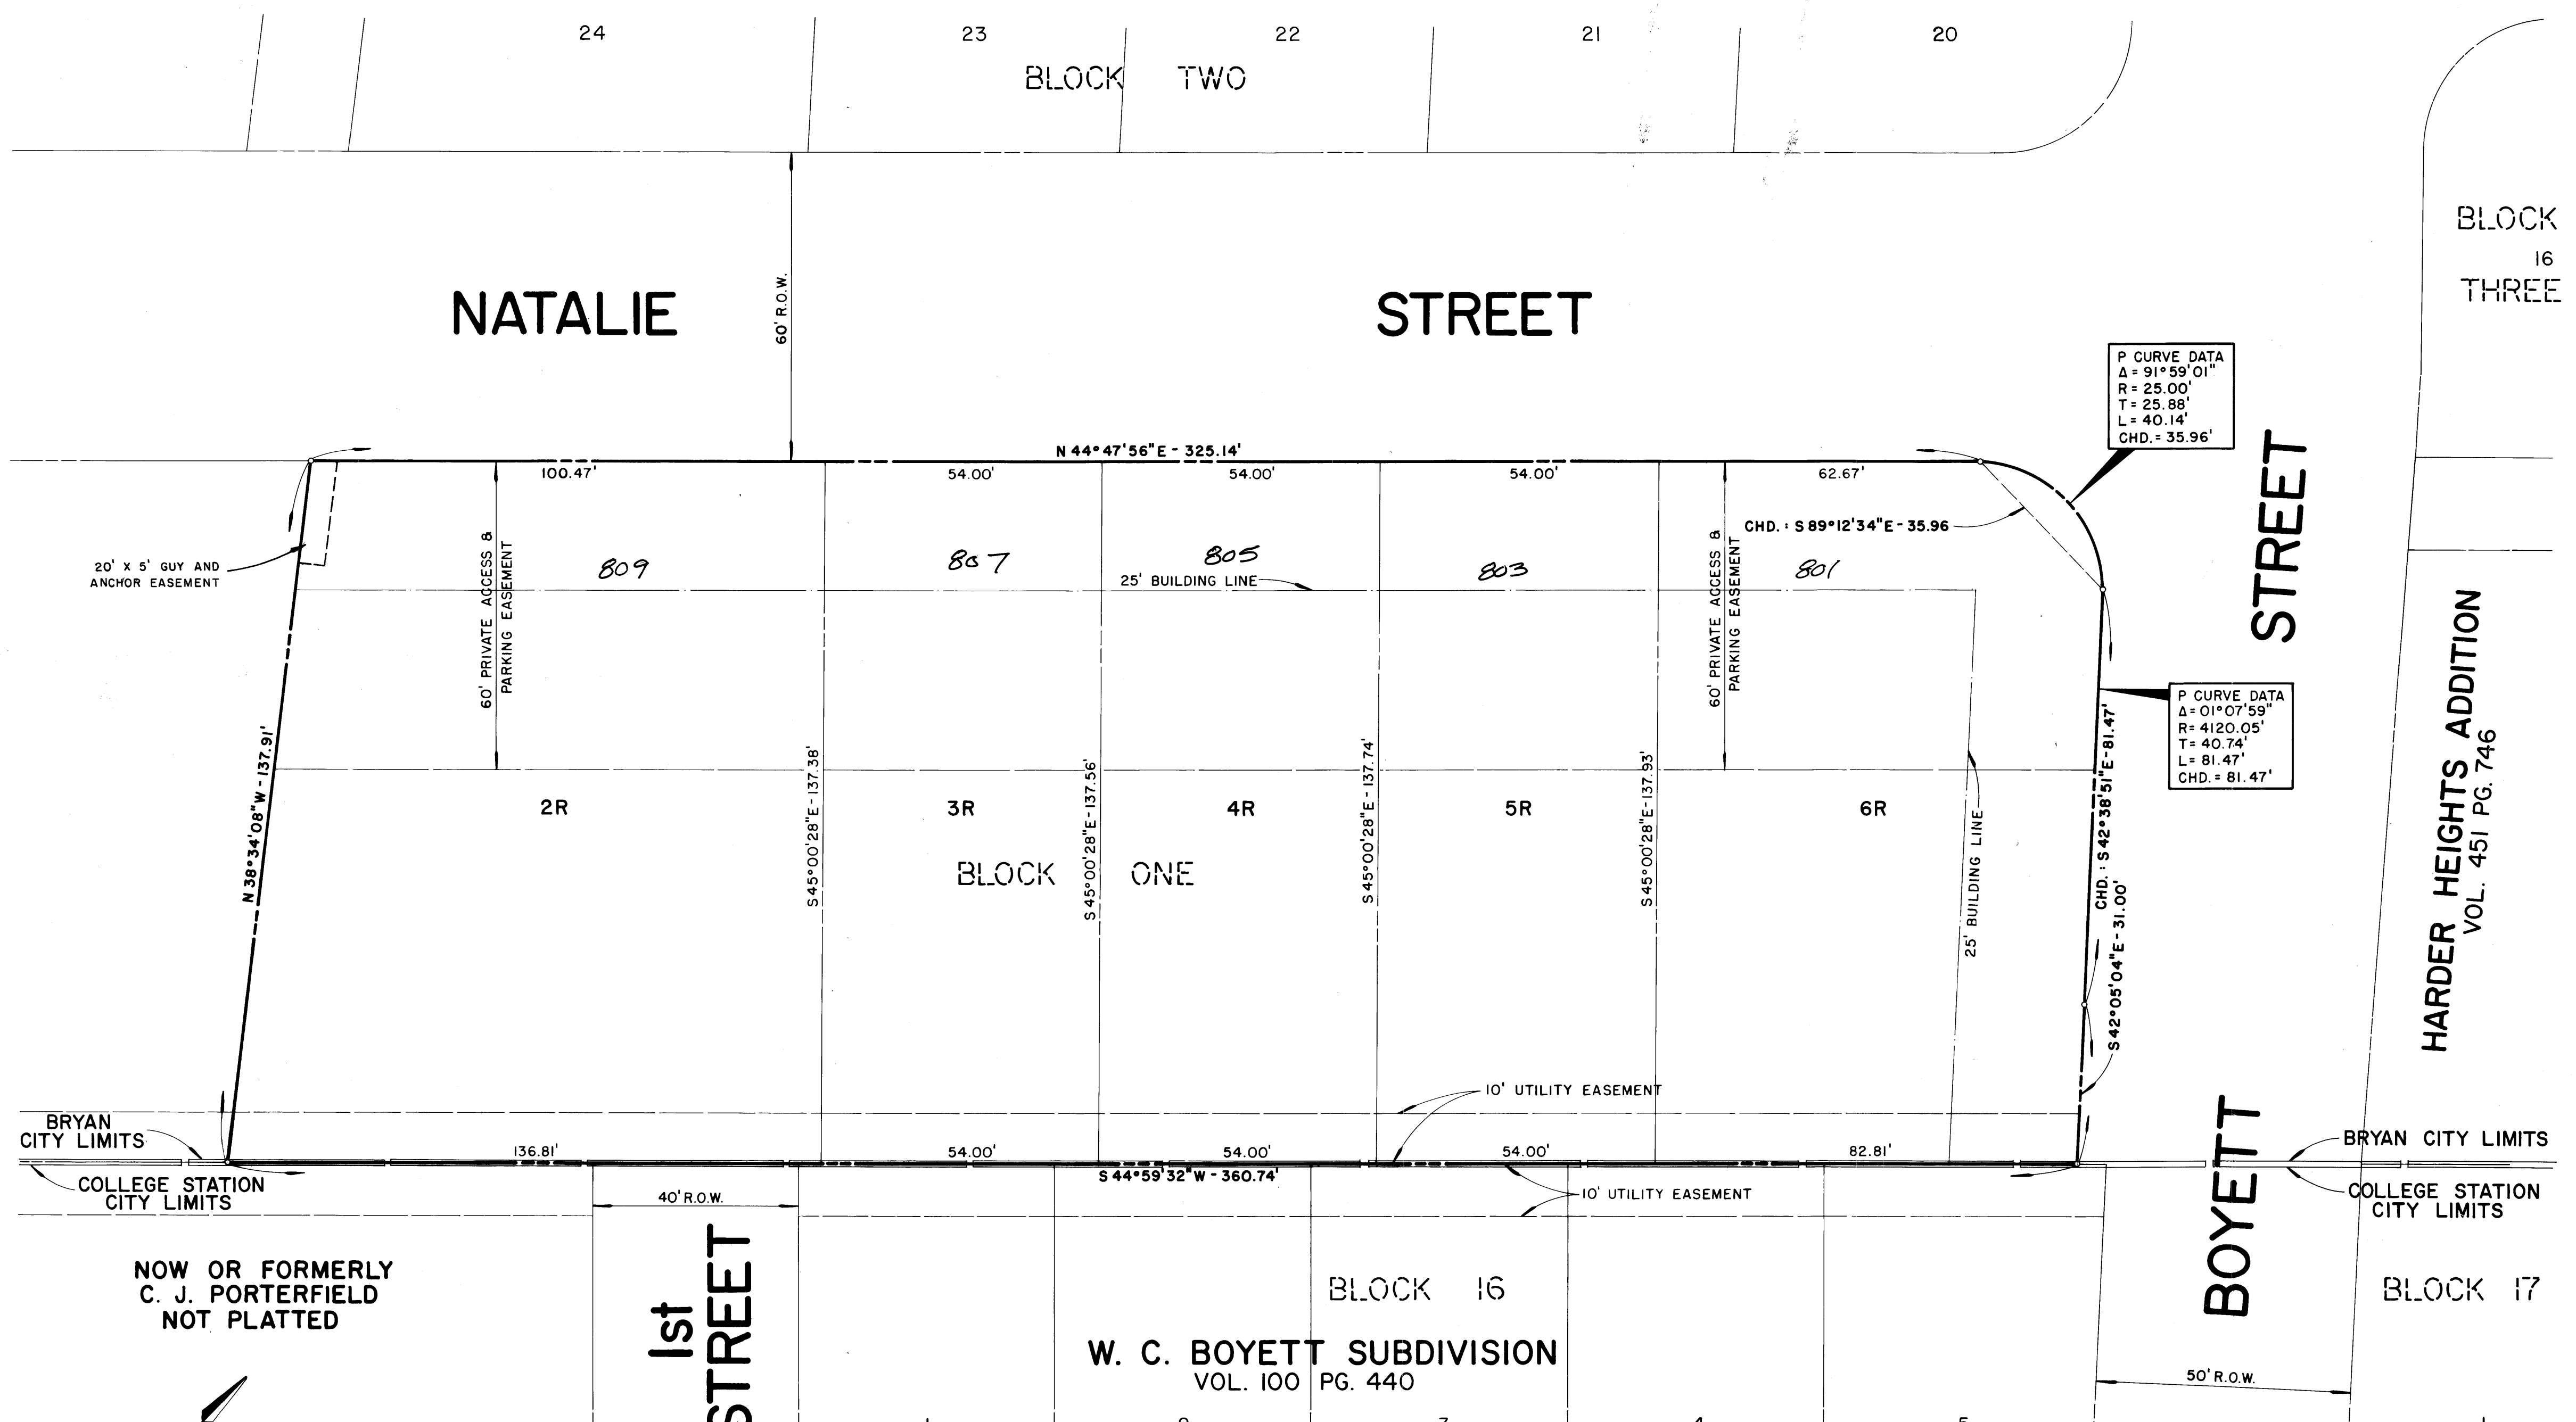 24
23
22
21
20
BLOCK TWO
BLOCK
16
THREE
NATALIE STREET
60' R.O.W.
P CURVE DATA
Δ = 91°59'01"
R = 25.00'
T = 25.88'
L = 40.14'
CHD. = 35.96'
N 44°47'56"E - 325.14'
100.47'
54.00'
54.00'
54.00'
62.67'
CHD. : S 89°12'34"E - 35.96
20' X 5' GUY AND
ANCHOR EASEMENT
60' PRIVATE ACCESS &
PARKING EASEMENT
809
807
805
803
801
25' BUILDING LINE
60' PRIVATE ACCESS &
PARKING EASEMENT
P CURVE DATA
Δ = 01°07'59"
R = 4120.05'
T = 40.74'
L = 81.47'
CHD. = 81.47'
N 38°34'08"W - 137.91'
S 45°00'28"E - 137.38'
S 45°00'28"E - 137.56'
S 45°00'28"E - 137.74'
S 45°00'28"E - 137.93'
2R
3R
4R
5R
6R
BLOCK ONE
25' BUILDING LINE
CHD. : S 42°38'51"E - 81.47'
S 42°05'04"E - 31.00'
BOYETT STREET
HARDER HEIGHTS ADDITION
VOL. 451 PG. 746
10' UTILITY EASEMENT
BRYAN
CITY LIMITS
136.81'
54.00'
54.00'
54.00'
82.81'
BRYAN CITY LIMITS
S 44°59'32"W - 360.74'
COLLEGE STATION
CITY LIMITS
40' R.O.W.
10' UTILITY EASEMENT
COLLEGE STATION
CITY LIMITS
NOW OR FORMERLY
C. J. PORTERFIELD
NOT PLATTED
1st
STREET
BLOCK 16
BLOCK 17
W. C. BOYETT SUBDIVISION
VOL. 100 PG. 440
50' R.O.W.